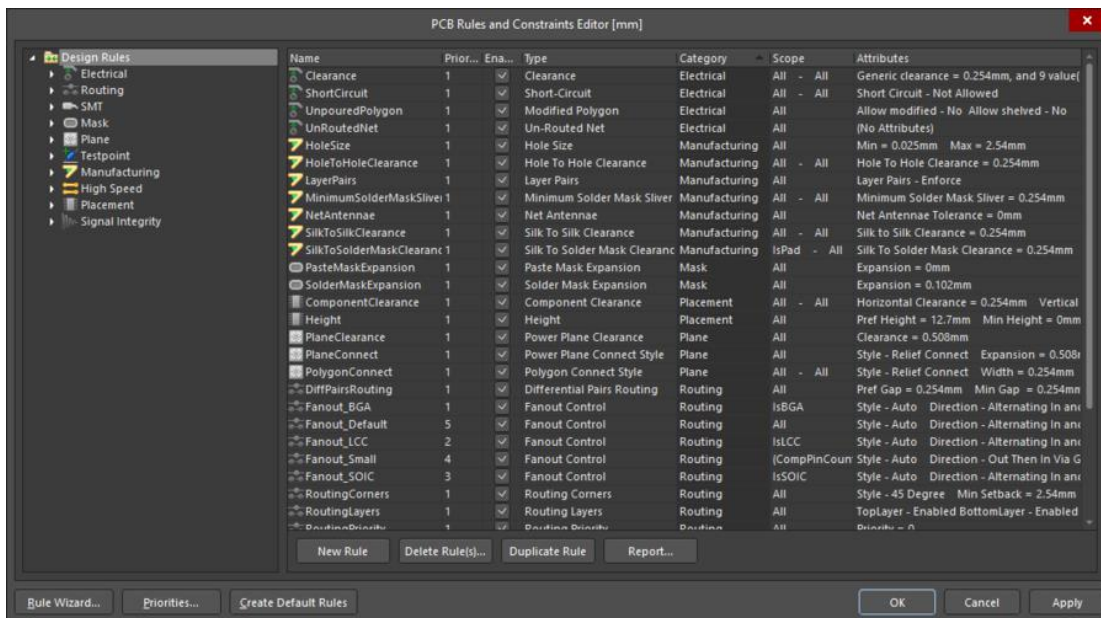 PCB Rules and Constraints Editor [mm]
Design Rules
Electrical
Routing
SMT
Mask
Plane
Testpoint
Manufacturing
High Speed
Placement
Signal Integrity
Name Prior... Ena... Type Category Scope Attributes
Clearance 1 Clearance Electrical All - All Generic clearance = 0.254mm, and 9 value(
ShortCircuit 1 Short-Circuit Electrical All - All Short Circuit - Not Allowed
UnpouredPolygon 1 Modified Polygon Electrical All Allow modified - No Allow shelved - No
UnRoutedNet 1 Un-Routed Net Electrical All (No Attributes)
HoleSize 1 Hole Size Manufacturing All Min = 0.025mm Max = 2.54mm
HoleToHoleClearance 1 Hole To Hole Clearance Manufacturing All - All Hole To Hole Clearance = 0.254mm
LayerPairs 1 Layer Pairs Manufacturing All Layer Pairs - Enforce
MinimumSolderMaskSliver 1 Minimum Solder Mask Sliver Manufacturing All - All Minimum Solder Mask Sliver = 0.254mm
NetAntennae 1 Net Antennae Manufacturing All Net Antennae Tolerance = 0mm
SilkToSilkClearance 1 Silk To Silk Clearance Manufacturing All - All Silk to Silk Clearance = 0.254mm
SilkToSolderMaskClearanc 1 Silk To Solder Mask Clearanc Manufacturing IsPad - All Silk To Solder Mask Clearance = 0.254mm
PasteMaskExpansion 1 Paste Mask Expansion Mask All Expansion = 0mm
SolderMaskExpansion 1 Solder Mask Expansion Mask All Expansion = 0.102mm
ComponentClearance 1 Component Clearance Placement All - All Horizontal Clearance = 0.254mm Vertical
Height 1 Height Placement All Pref Height = 12.7mm Min Height = 0mm
PlaneClearance 1 Power Plane Clearance Plane All Clearance = 0.508mm
PlaneConnect 1 Power Plane Connect Style Plane All Style - Relief Connect Expansion = 0.508
PolygonConnect 1 Polygon Connect Style Plane All - All Style - Relief Connect Width = 0.254mm
DiffPairsRouting 1 Differential Pairs Routing Routing All Pref Gap = 0.254mm Min Gap = 0.254mm
Fanout_BGA 1 Fanout Control Routing IsBGA Style - Auto Direction - Alternating In and
Fanout_Default 5 Fanout Control Routing All Style - Auto Direction - Alternating In and
Fanout_LCC 2 Fanout Control Routing IsLCC Style - Auto Direction - Alternating In and
Fanout_Small 4 Fanout Control Routing (CompPinCoun Style - Auto Direction - Out Then In Via G
Fanout_SOIC 3 Fanout Control Routing IsSOIC Style - Auto Direction - Alternating In and
RoutingCorners 1 Routing Corners Routing All Style - 45 Degree Min Setback = 2.54mm
RoutingLayers 1 Routing Layers Routing All TopLayer - Enabled BottomLayer - Enabled
RoutingPriority 1 Routing Priority Routing All Priority = 0
New Rule Delete Rule(s)... Duplicate Rule Report...
Rule Wizard... Priorities... Create Default Rules OK Cancel Apply